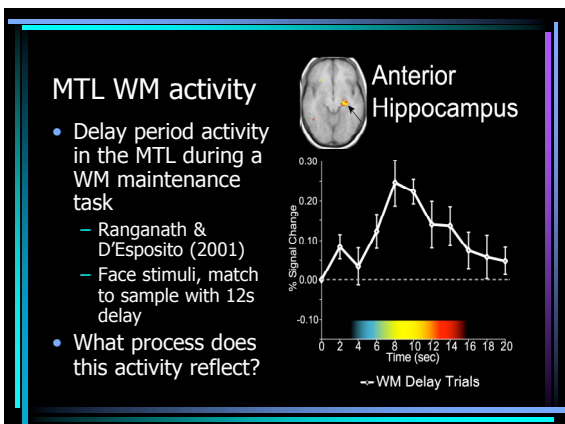 MTL WM activity
• Delay period activity
in the MTL during a
WM maintenance
task
– Ranganath &
D'Esposito (2001)
– Face stimuli, match
to sample with 12s
delay
• What process does
this activity reflect?
Anterior
Hippocampus
% Signal Change
0.30
0.20
0.10
0.00
-0.10
0 2 4 6 8 10 12 14 16 18 20
Time (sec)
WM Delay Trials